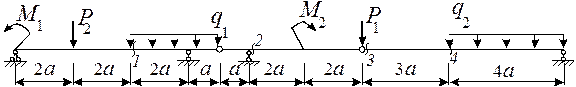 M₁ P₂ q₁ M₂ P₁ q₂
1 2 3 4
2a 2a 2a a a 2a 2a 3a 4a